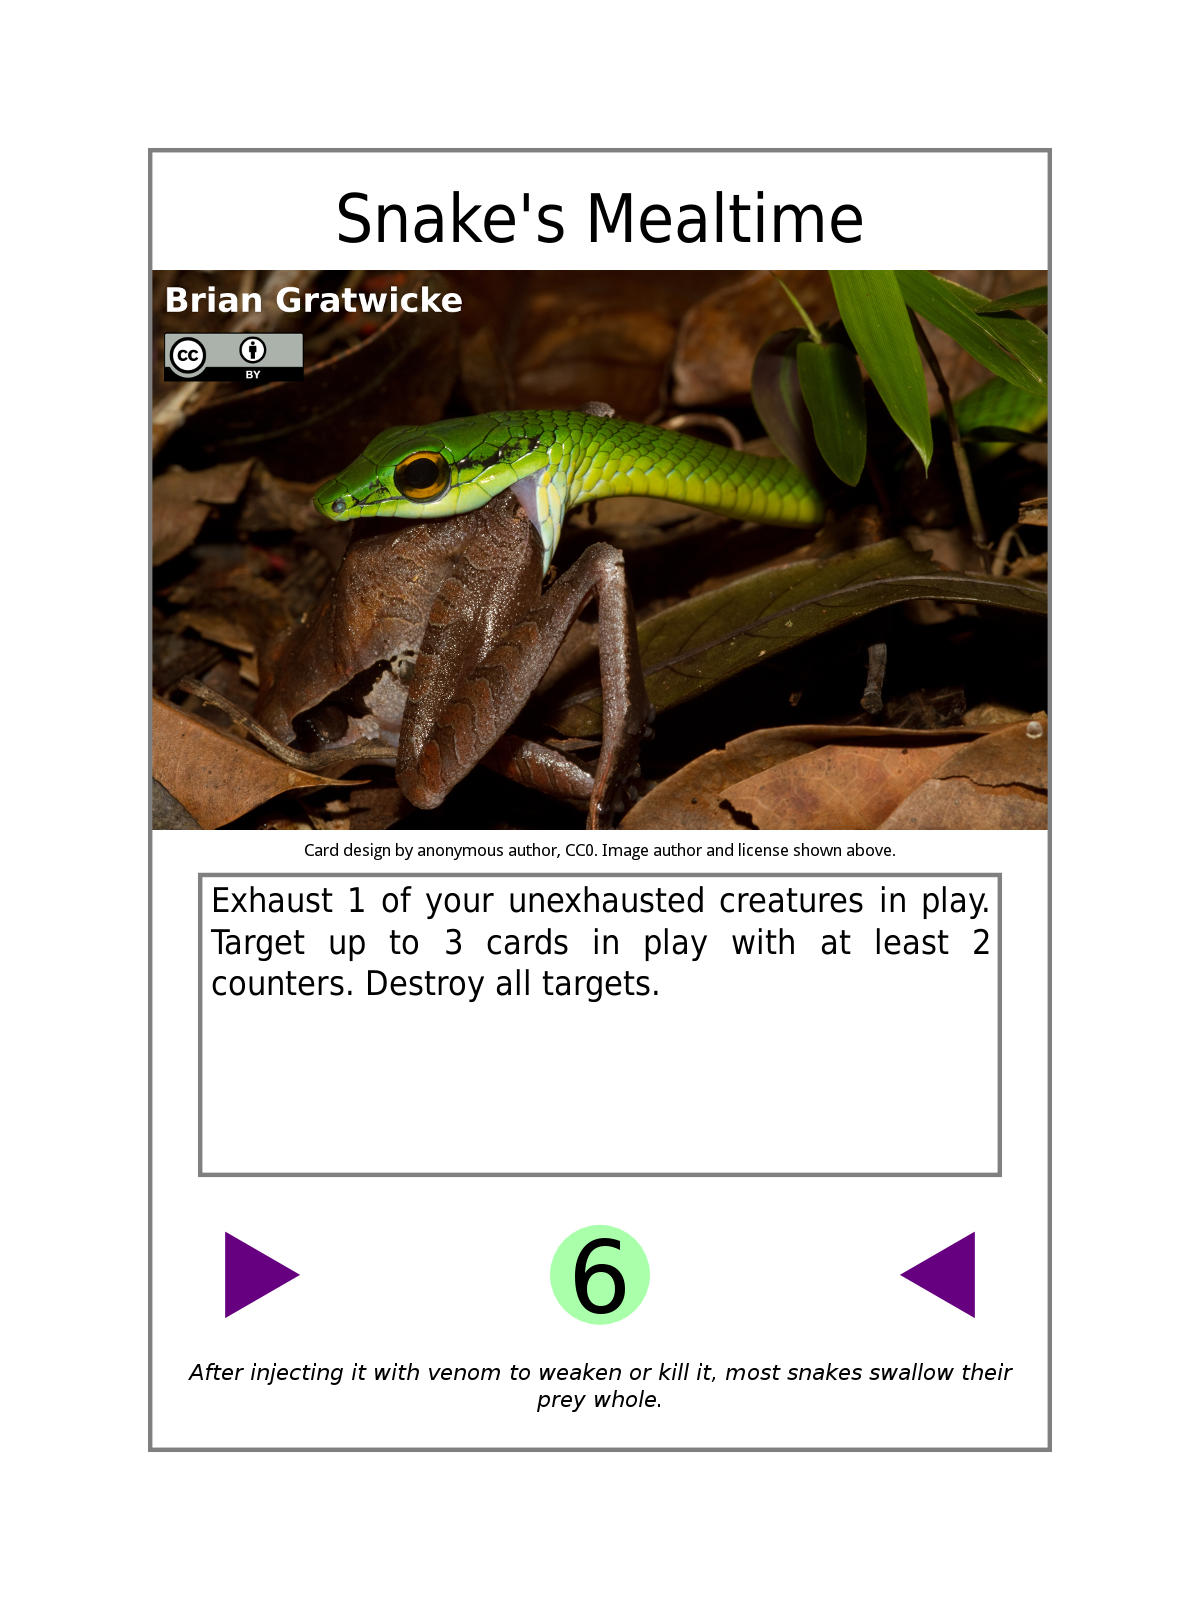 Snake's Mealtime
Brian Gratwicke
cc
BY
Card design by anonymous author, CC0. Image author and license shown above.
Exhaust 1 of your unexhausted creatures in play.
Target up to 3 cards in play with at least 2
counters. Destroy all targets.
6
After injecting it with venom to weaken or kill it, most snakes swallow their
prey whole.